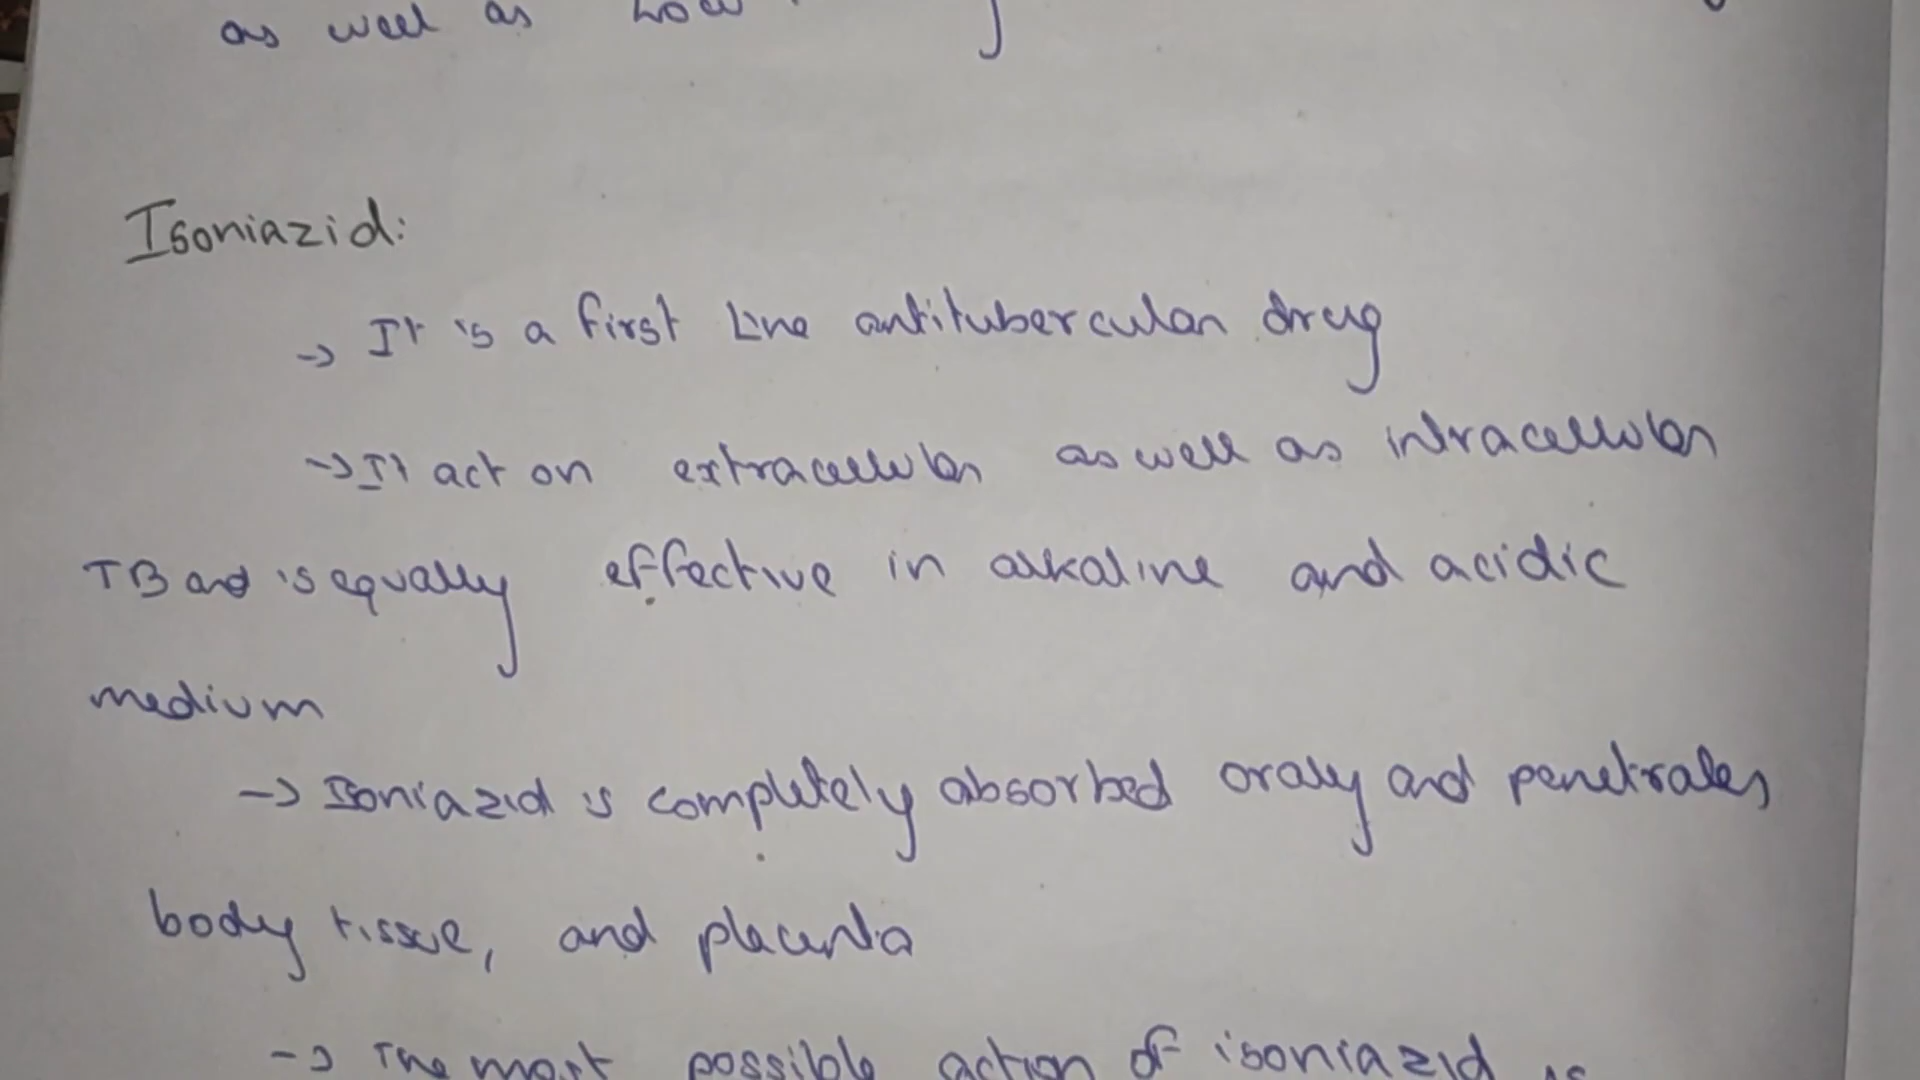 as well as
Isoniazid:
→ It is a first Line antitubercular drug
→ It act on extracellular as well as intracellular
TB and is equally effective in alkaline and acidic
medium
→ Isoniazid is completely absorbed oraly and penetrates
body tissue, and placenta
→ The most possible action of isoniazid is